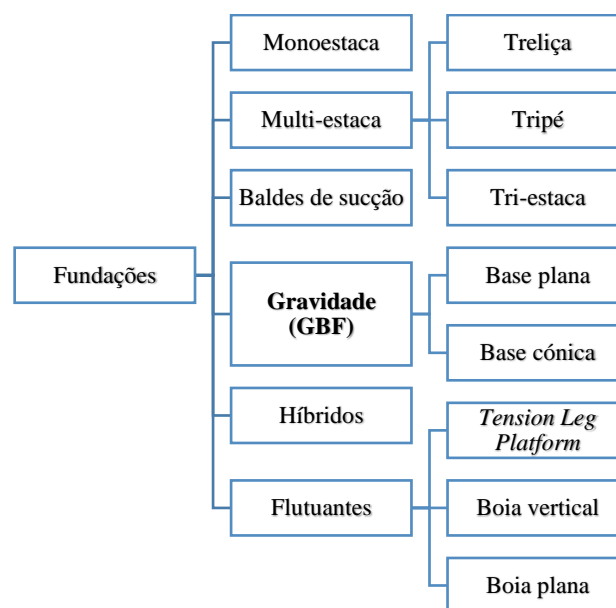 Fundações
Monoestaca
Multi-estaca
Treliça
Tripé
Tri-estaca
Baldes de sucção
Gravidade
(GBF)
Base plana
Base cónica
Híbridos
Flutuantes
Tension Leg
Platform
Boia vertical
Boia plana